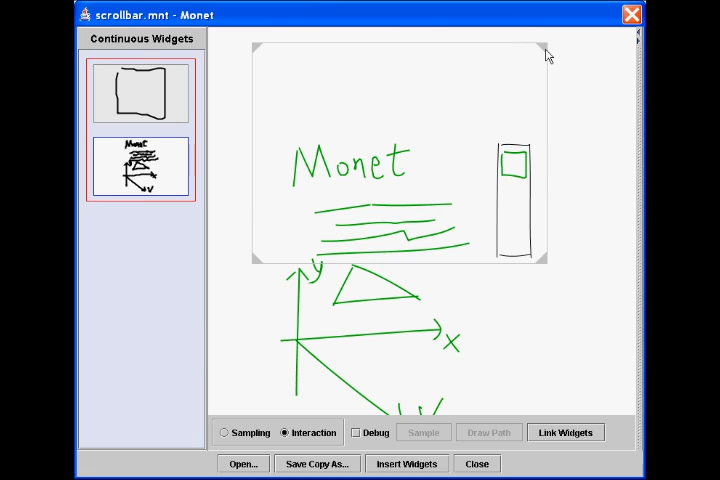 scrollbar.mnt - Monet
Continuous Widgets
Monet
V
Monet
y
x
Sampling Interaction Debug Sample Draw Path Link Widgets
Open... Save Copy As... Insert Widgets Close